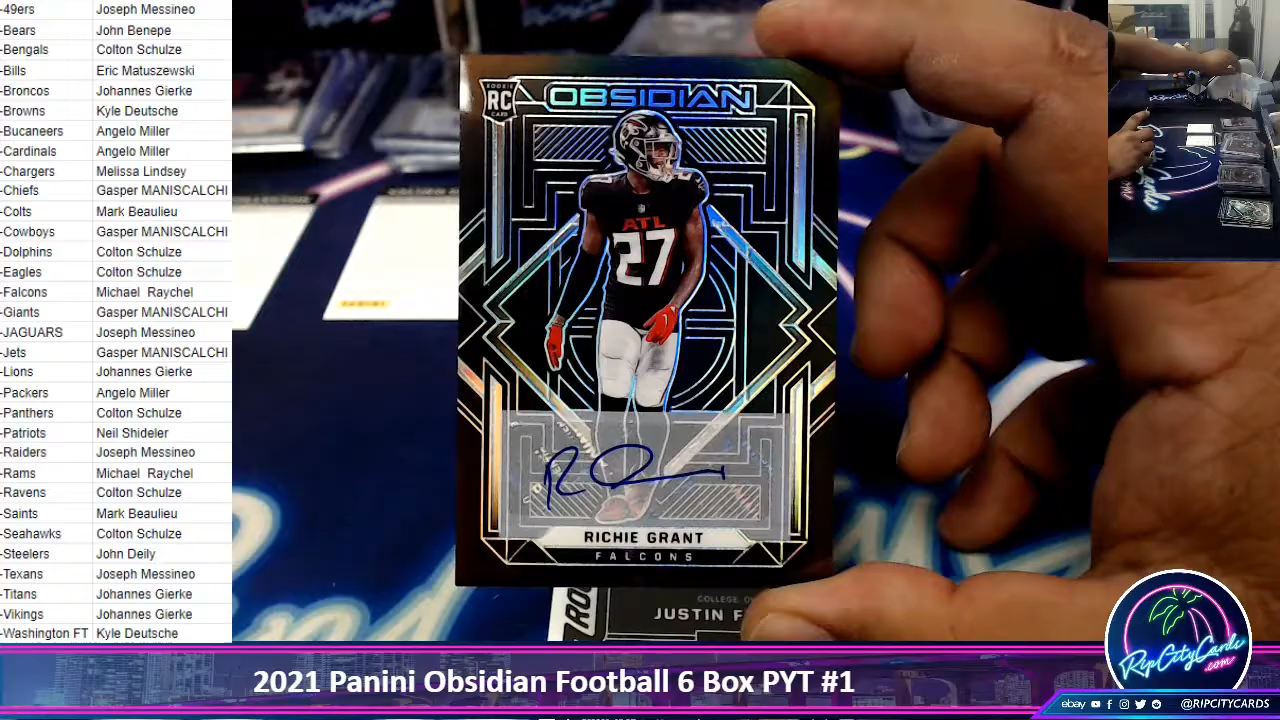 -49ers Joseph Messineo
-Bears John Benepe
-Bengals Colton Schulze
-Bills Eric Matuszewski
-Broncos Johannes Gierke
-Browns Kyle Deutsche
-Bucaneers Angelo Miller
-Cardinals Angelo Miller
-Chargers Melissa Lindsey
-Chiefs Gasper MANISCALCHI
-Colts Mark Beaulieu
-Cowboys Gasper MANISCALCHI
-Dolphins Colton Schulze
-Eagles Colton Schulze
-Falcons Michael Raychel
-Giants Gasper MANISCALCHI
-JAGUARS Joseph Messineo
-Jets Gasper MANISCALCHI
-Lions Johannes Gierke
-Packers Angelo Miller
-Panthers Colton Schulze
-Patriots Neil Shideler
-Raiders Joseph Messineo
-Rams Michael Raychel
-Ravens Colton Schulze
-Saints Mark Beaulieu
-Seahawks Colton Schulze
-Steelers John Deily
-Texans Joseph Messineo
-Titans Johannes Gierke
-Vikings Johannes Gierke
-Washington FT Kyle Deutsche
ROOKIE
RC
CARD
OBSIDIAN
ATL
27
RICHIE GRANT
FALCONS
COLLEGE
JUSTIN F
2021 Panini Obsidian Football 6 Box PYT #1
RipCityCards
.com
ebay @RIPCITYCARDS